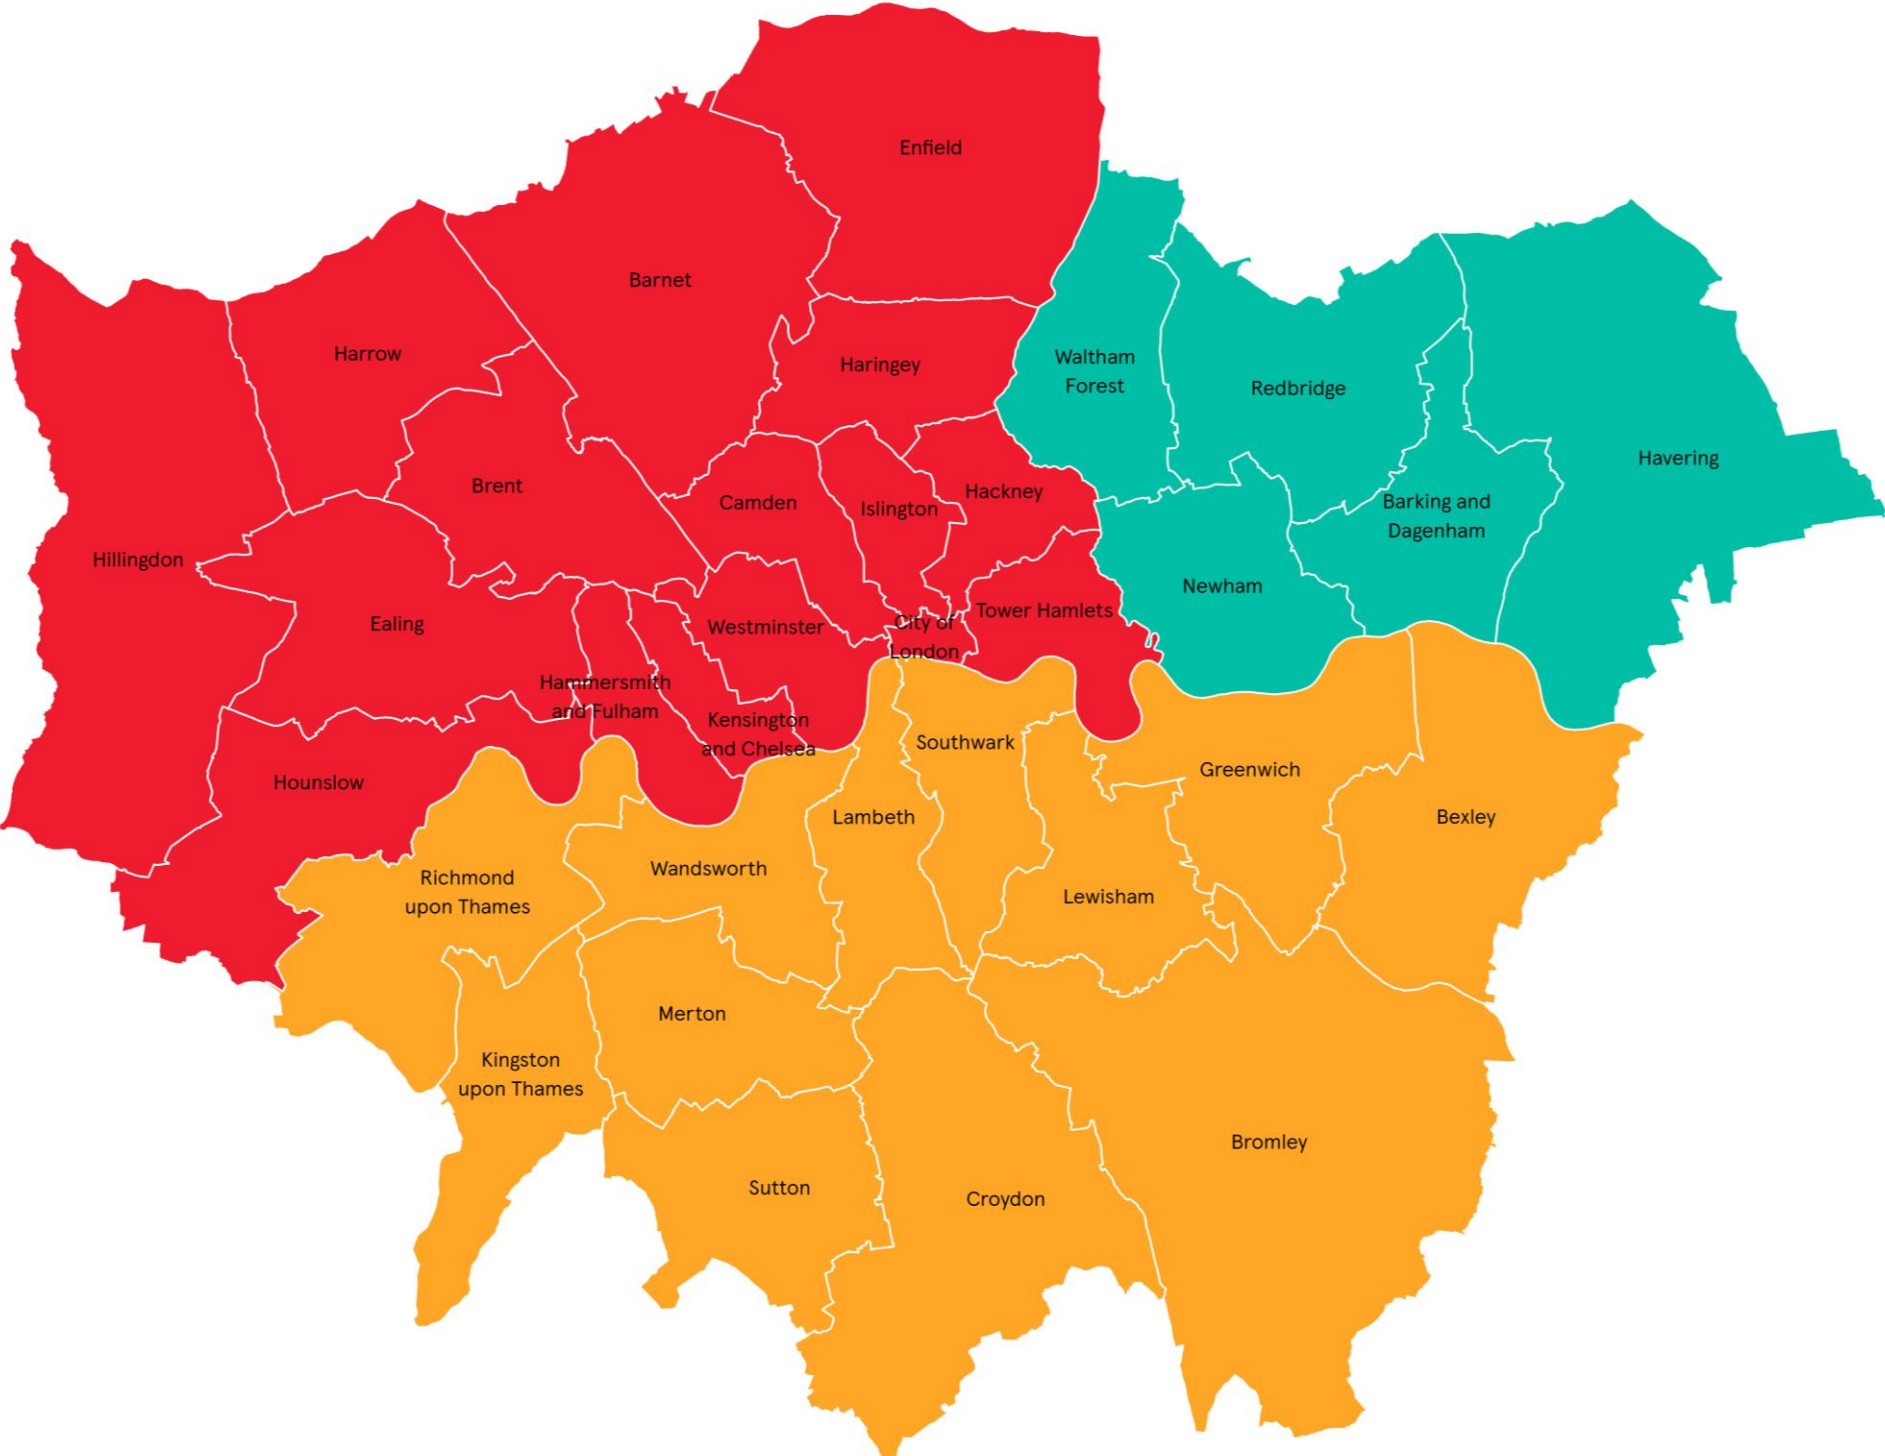 Enfield
Barnet
Harrow
Haringey
Waltham
Forest
Redbridge
Havering
Brent
Camden
Islington
Hackney
Barking and
Dagenham
Hillingdon
Ealing
Westminster
City of
London
Tower Hamlets
Newham
Hammersmith
and Fulham
Kensington
and Chelsea
Hounslow
Southwark
Greenwich
Lambeth
Bexley
Richmond
upon Thames
Wandsworth
Lewisham
Merton
Kingston
upon Thames
Bromley
Sutton
Croydon